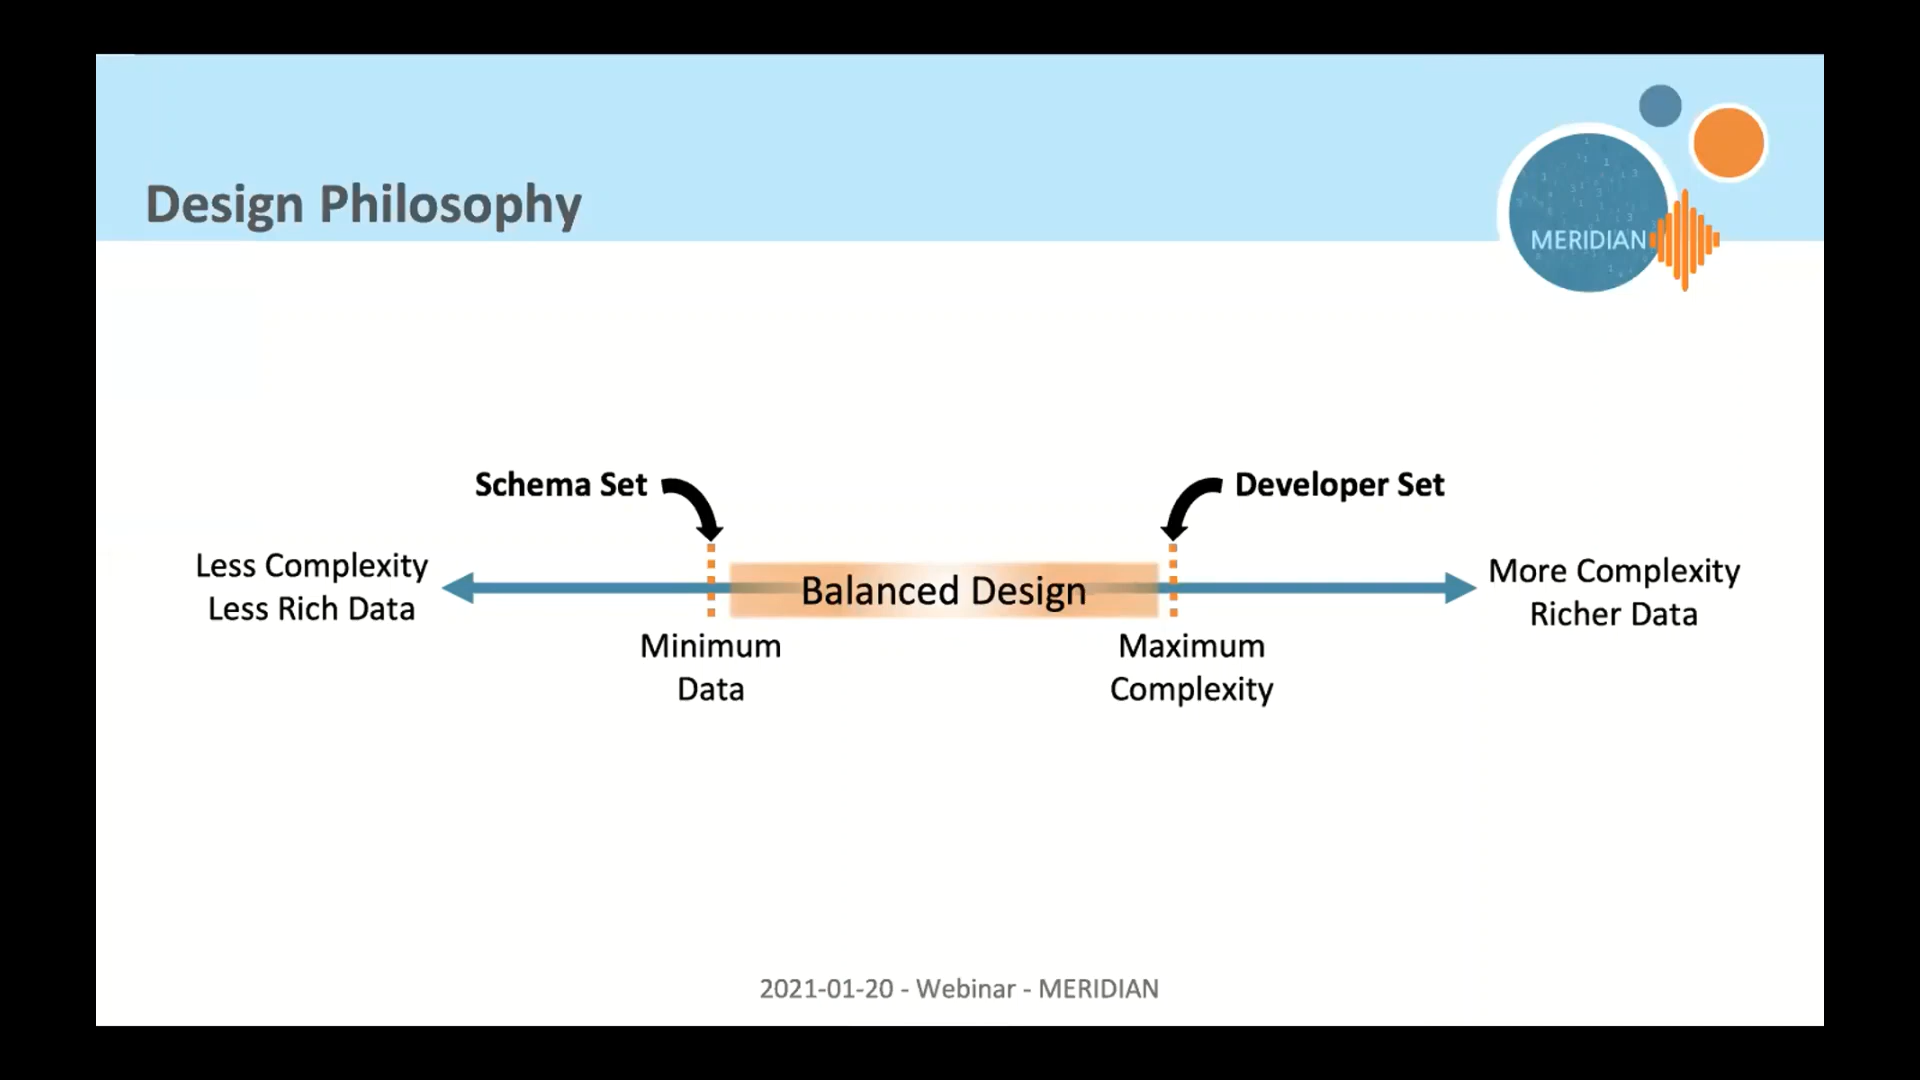 Design Philosophy
MERIDIAN
Schema Set
Developer Set
Less Complexity
Less Rich Data
Balanced Design
More Complexity
Richer Data
Minimum
Data
Maximum
Complexity
2021-01-20 - Webinar - MERIDIAN